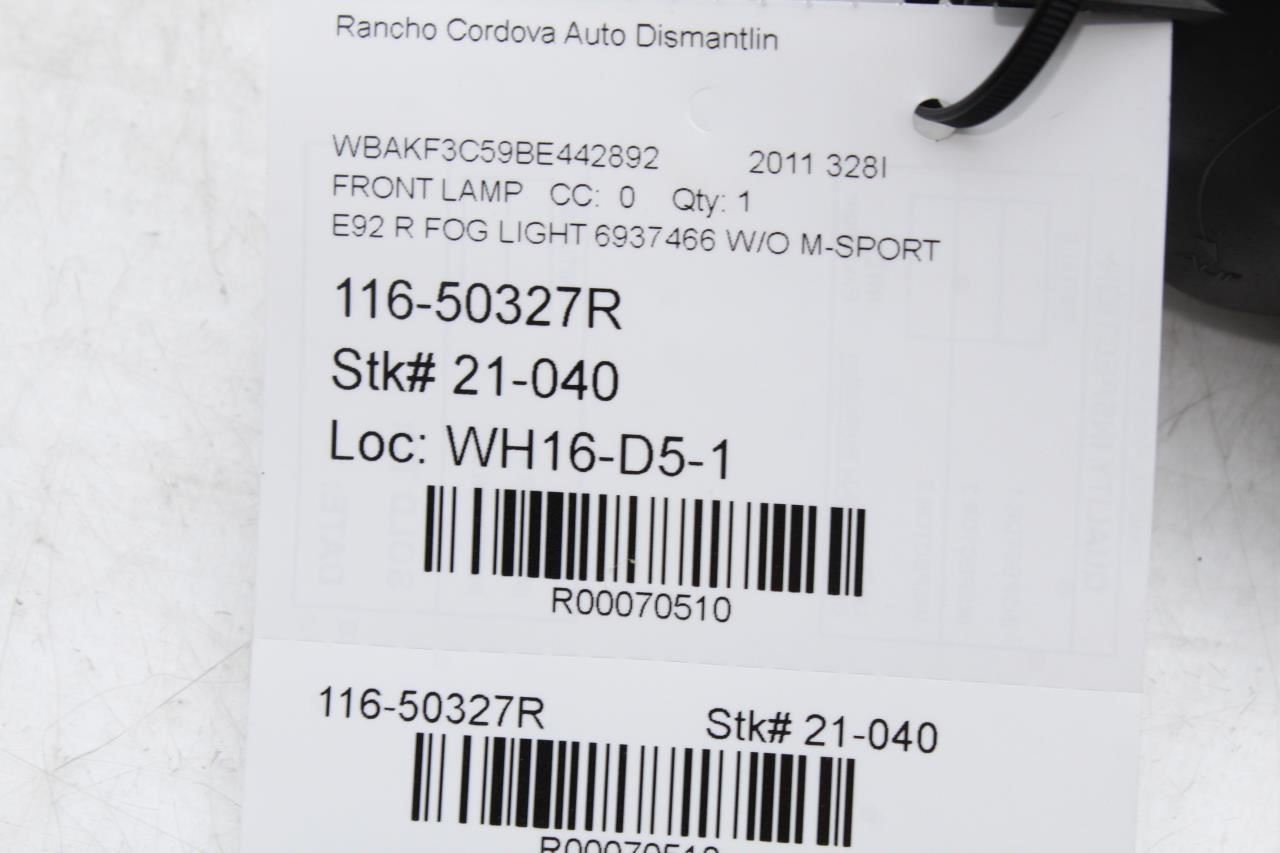 Rancho Cordova Auto Dismantlin
WBAKF3C59BE442892 2011 328I
FRONT LAMP CC: 0 Qty: 1
E92 R FOG LIGHT 6937466 W/O M-SPORT
116-50327R
Stk# 21-040
Loc: WH16-D5-1
R00070510
116-50327R Stk# 21-040
R00070510